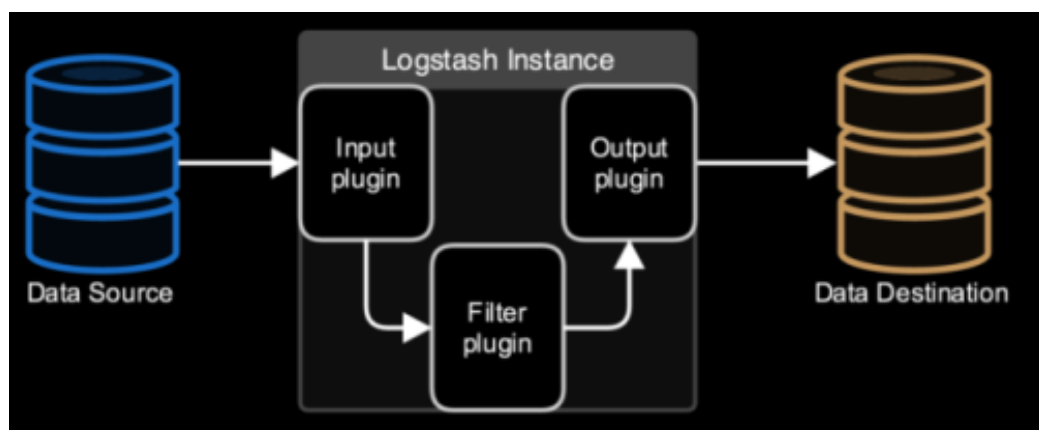 Logstash Instance
Input
plugin
Output
plugin
Filter
plugin
Data Source
Data Destination